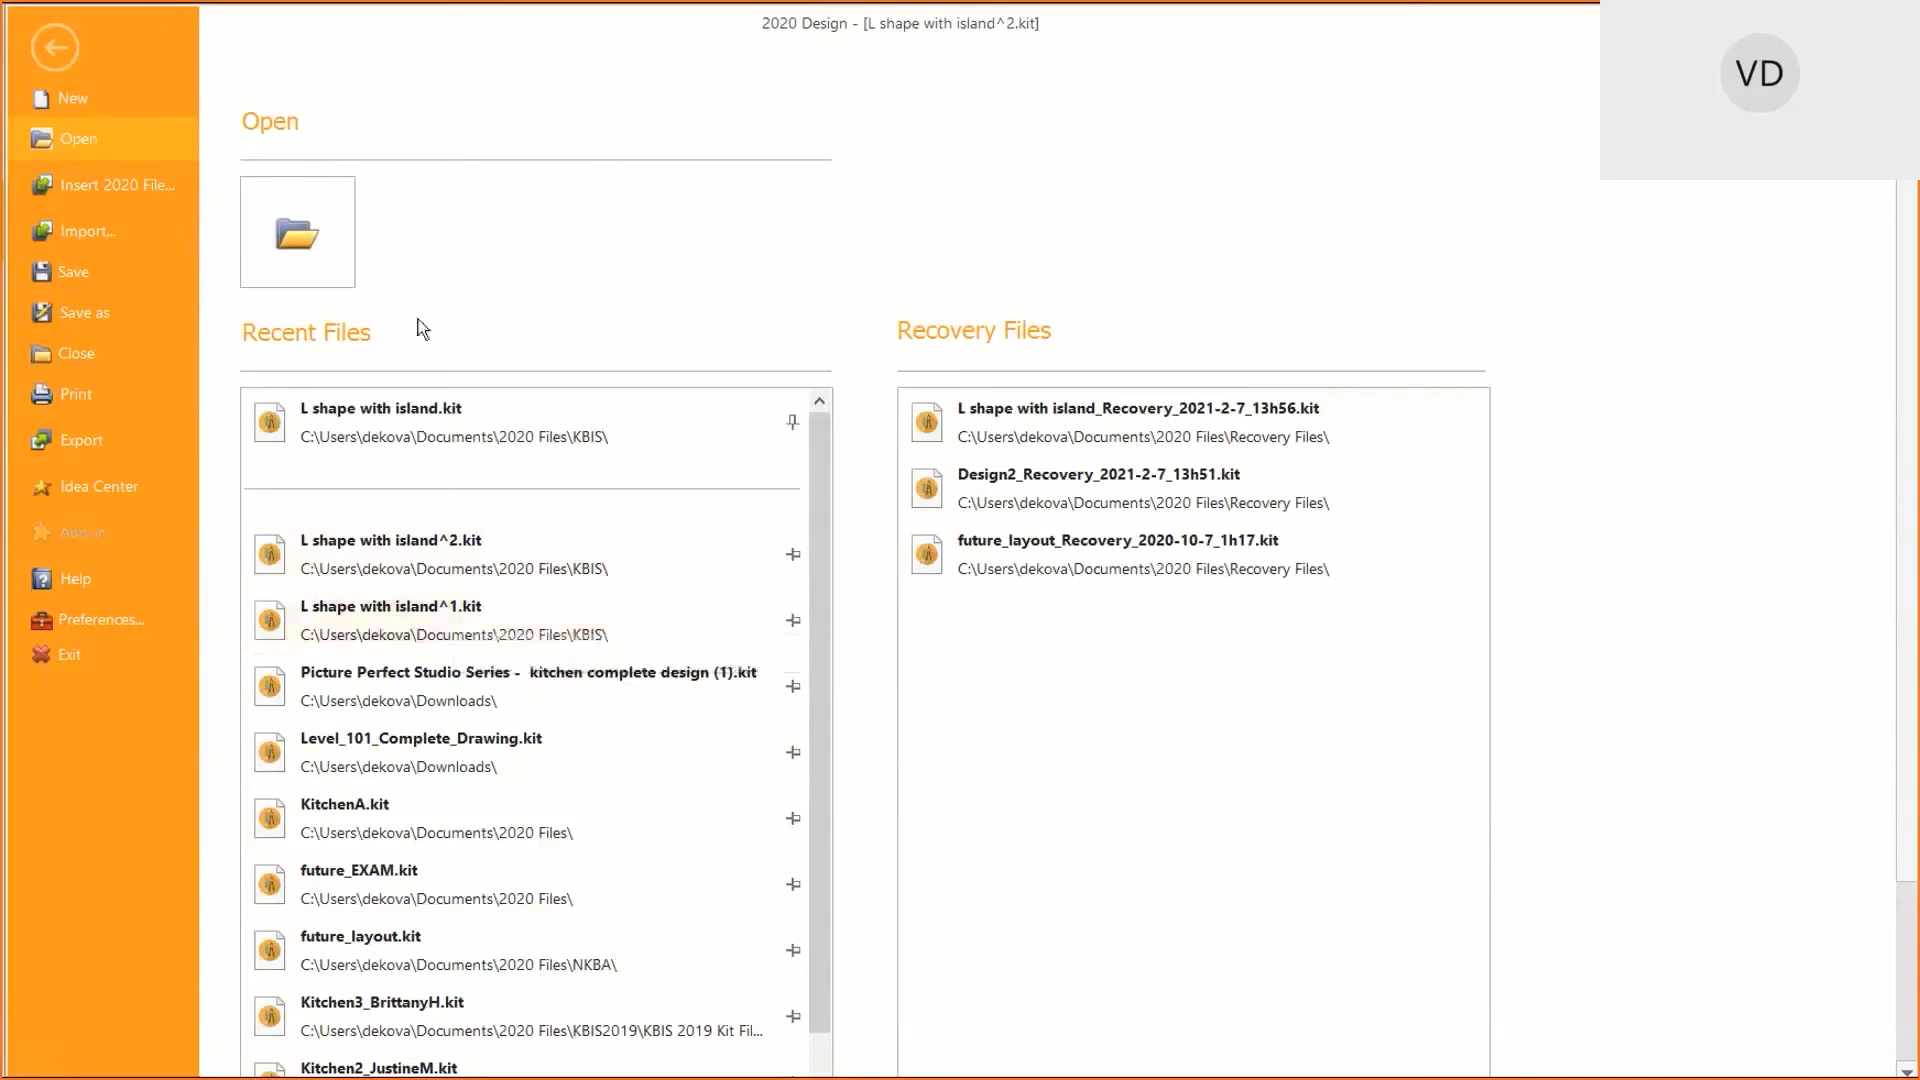 2020 Design - [L shape with island^2.kit]
VD
New
Open
Insert 2020 File...
Import...
Save
Save as
Close
Print
Export
Idea Center
Add-in
Help
Preferences...
Exit
Open
Recent Files
L shape with island.kit
C:\Users\dekova\Documents\2020 Files\KBIS\
L shape with island^2.kit
C:\Users\dekova\Documents\2020 Files\KBIS\
L shape with island^1.kit
C:\Users\dekova\Documents\2020 Files\KBIS\
Picture Perfect Studio Series - kitchen complete design (1).kit
C:\Users\dekova\Downloads\
Level_101_Complete_Drawing.kit
C:\Users\dekova\Downloads\
KitchenA.kit
C:\Users\dekova\Documents\2020 Files\
future_EXAM.kit
C:\Users\dekova\Documents\2020 Files\
future_layout.kit
C:\Users\dekova\Documents\2020 Files\NKBA\
Kitchen3_BrittanyH.kit
C:\Users\dekova\Documents\2020 Files\KBIS2019\KBIS 2019 Kit Fil...
Kitchen2_JustineM.kit
Recovery Files
L shape with island_Recovery_2021-2-7_13h56.kit
C:\Users\dekova\Documents\2020 Files\Recovery Files\
Design2_Recovery_2021-2-7_13h51.kit
C:\Users\dekova\Documents\2020 Files\Recovery Files\
future_layout_Recovery_2020-10-7_1h17.kit
C:\Users\dekova\Documents\2020 Files\Recovery Files\